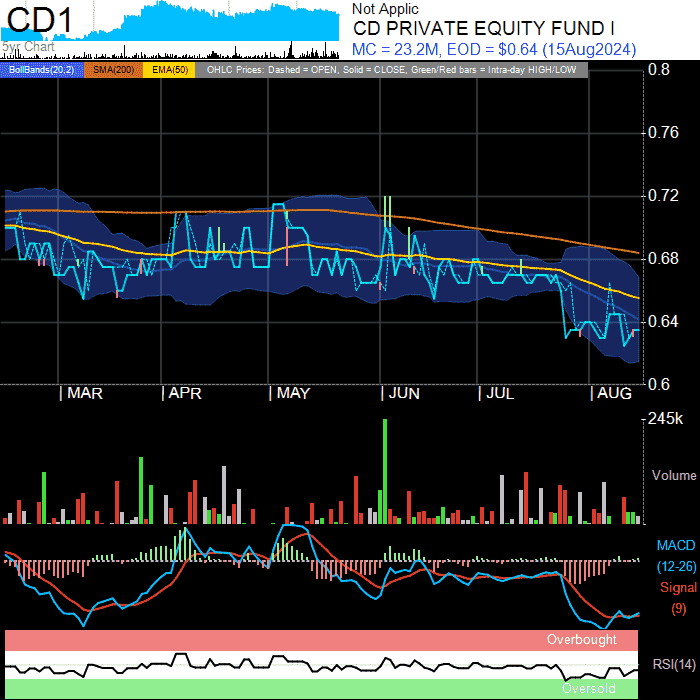 CD1
5yr Chart
Not Applic
CD PRIVATE EQUITY FUND I
MC = 23.2M, EOD = $0.64 (15Aug2024)
BollBands(20,2) SMA(200) EMA(50) OHLC Prices: Dashed = OPEN, Solid = CLOSE, Green/Red bars = Intra-day HIGH/LOW
0.8
0.76
0.72
0.68
0.64
0.6
| MAR | APR | MAY | JUN | JUL | AUG
245k
Volume
MACD
(12-26)
Signal
(9)
Overbought
RSI(14)
Oversold